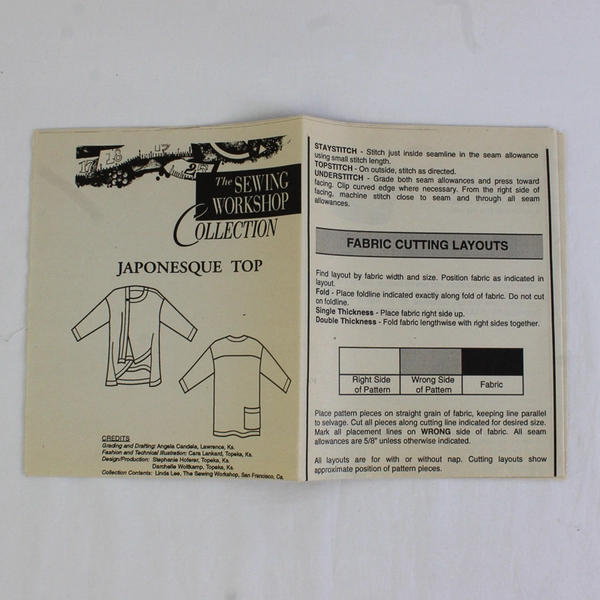 17 18 17
2
The SEWING
WORKSHOP
COLLECTION
JAPONESQUE TOP
CREDITS
Grading and Drafting: Angela Candela, Lawrence, Ks.
Fashion and Technical Illustration: Cara Lankard, Topeka, Ks.
Design/Production: Stephanie Hoferer, Topeka, Ks.
Darchelle Woltkamp, Topeka, Ks.
Collection Contents: Linda Lee, The Sewing Workshop, San Francisco, Ca.
STAYSTITCH - Stitch just inside seamline in the seam allowance
using small stitch length.
TOPSTITCH - On outside, stitch as directed.
UNDERSTITCH - Grade both seam allowances and press toward
facing. Clip curved edge where necessary. From the right side of
facing, machine stitch close to seam and through all seam
allowances.
FABRIC CUTTING LAYOUTS
Find layout by fabric width and size. Position fabric as indicated in
layout.
Fold - Place foldline indicated exactly along fold of fabric. Do not cut
on foldline.
Single Thickness - Place fabric right side up.
Double Thickness - Fold fabric lengthwise with right sides together.
Right Side
of Pattern
Wrong Side
of Pattern
Fabric
Place pattern pieces on straight grain of fabric, keeping line parallel
to selvage. Cut all pieces along cutting line indicated for desired size.
Mark all placement lines on WRONG side of fabric. All seam
allowances are 5/8" unless otherwise indicated.
All layouts are for with or without nap. Cutting layouts show
approximate position of pattern pieces.